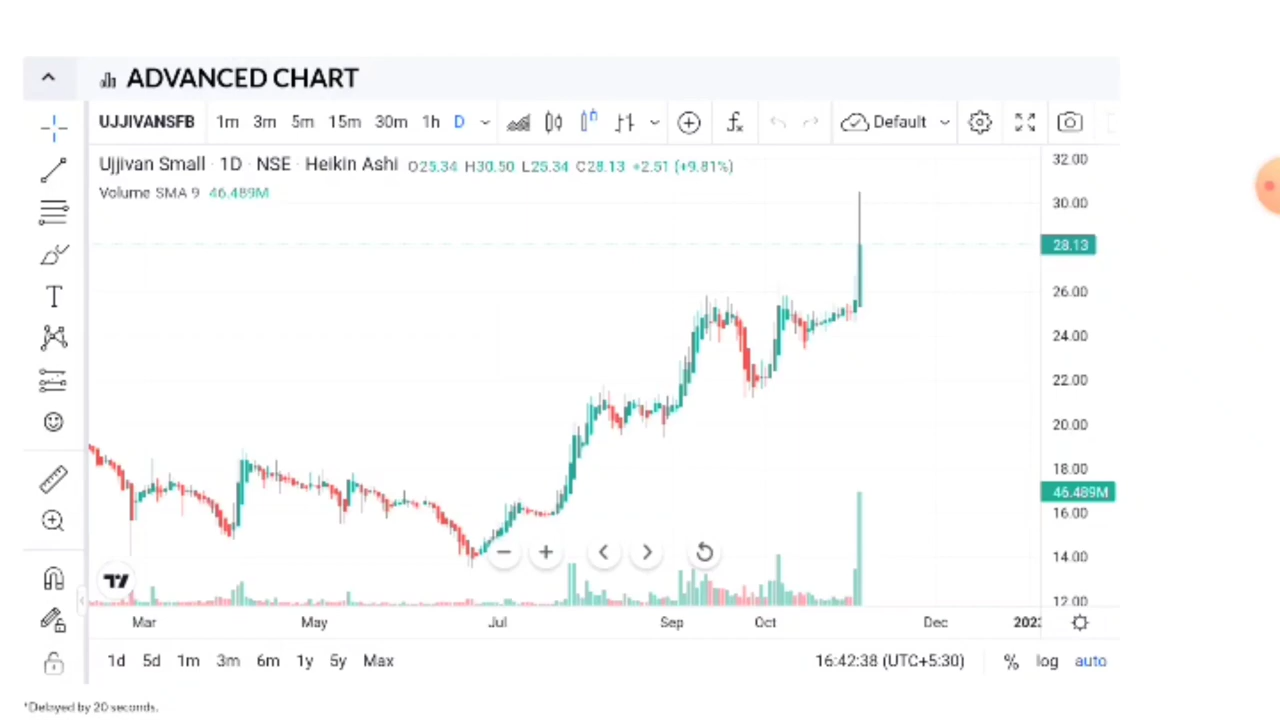 ADVANCED CHART
UJJIVANSFB 1m 3m 5m 15m 30m 1h D Default
Ujjivan Small · 1D · NSE · Heikin Ashi O25.34 H30.50 L25.34 C28.13 +2.51 (+9.81%)
Volume SMA 9 46.489M
32.00
30.00
28.13
26.00
24.00
22.00
20.00
18.00
46.489M
16.00
14.00
12.00
Mar May Jul Sep Oct Dec
1d 5d 1m 3m 6m 1y 5y Max 16:42:38 (UTC+5:30) % log auto
*Delayed by 20 seconds.